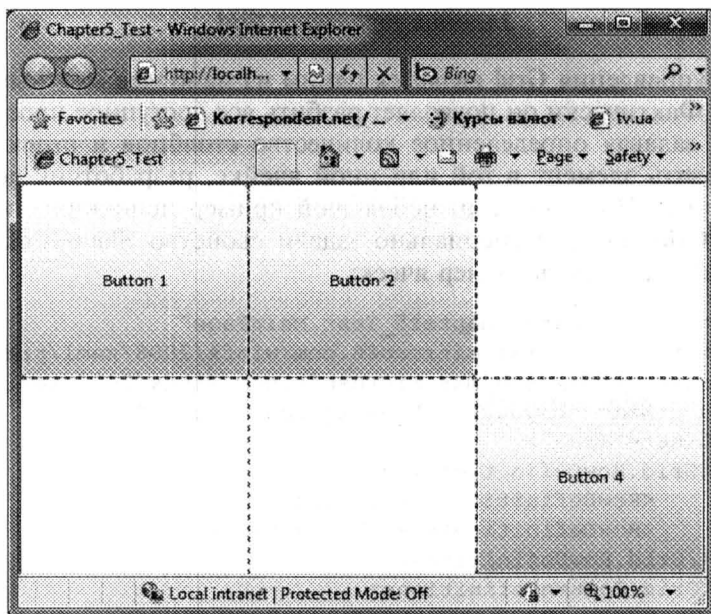 Chapter5_Test - Windows Internet Explorer
http://localh...
Bing
Favorites
Korrespondent.net / ...
Курсы валют
tv.ua
»
Chapter5_Test
Page
Safety
»
Button 1
Button 2
Button 4
Local intranet | Protected Mode: Off
100%